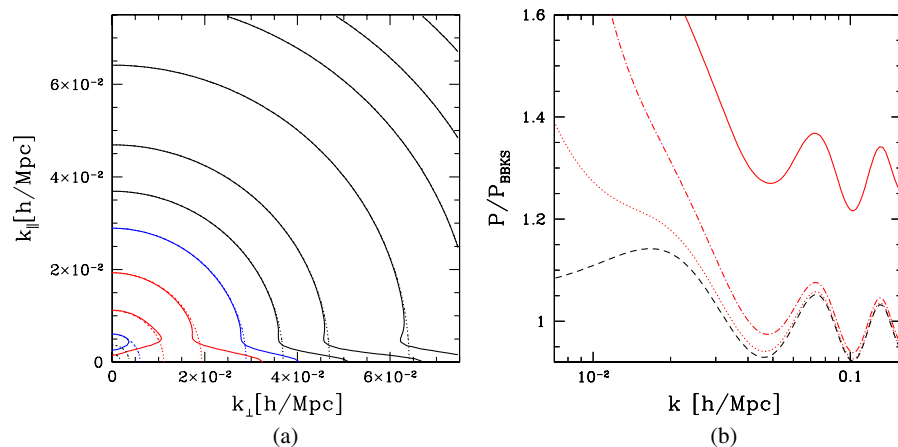 6×10⁻²
4×10⁻²
2×10⁻²
0
k∥[h/Mpc]
0 2×10⁻² 4×10⁻² 6×10⁻²
k⊥[h/Mpc]
(a)
1.6
1.4
1.2
1
P/P_BBKS
10⁻² 0.1
k [h/Mpc]
(b)